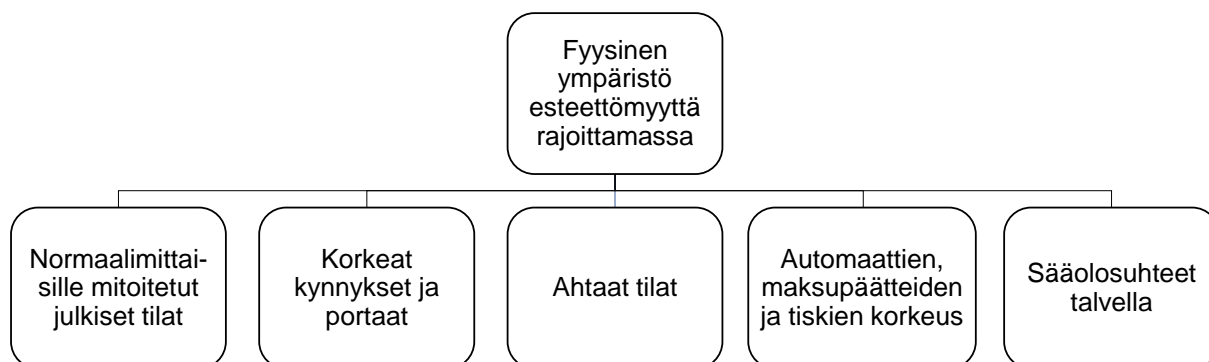 Fyysinen
ympäristö
esteettömyyttä
rajoittamassa
Normaalimittai-
sille mitoitetut
julkiset tilat
Korkeat
kynnykset ja
portaat
Ahtaat tilat
Automaattien,
maksupäätteiden
ja tiskien korkeus
Sääolosuhteet
talvella